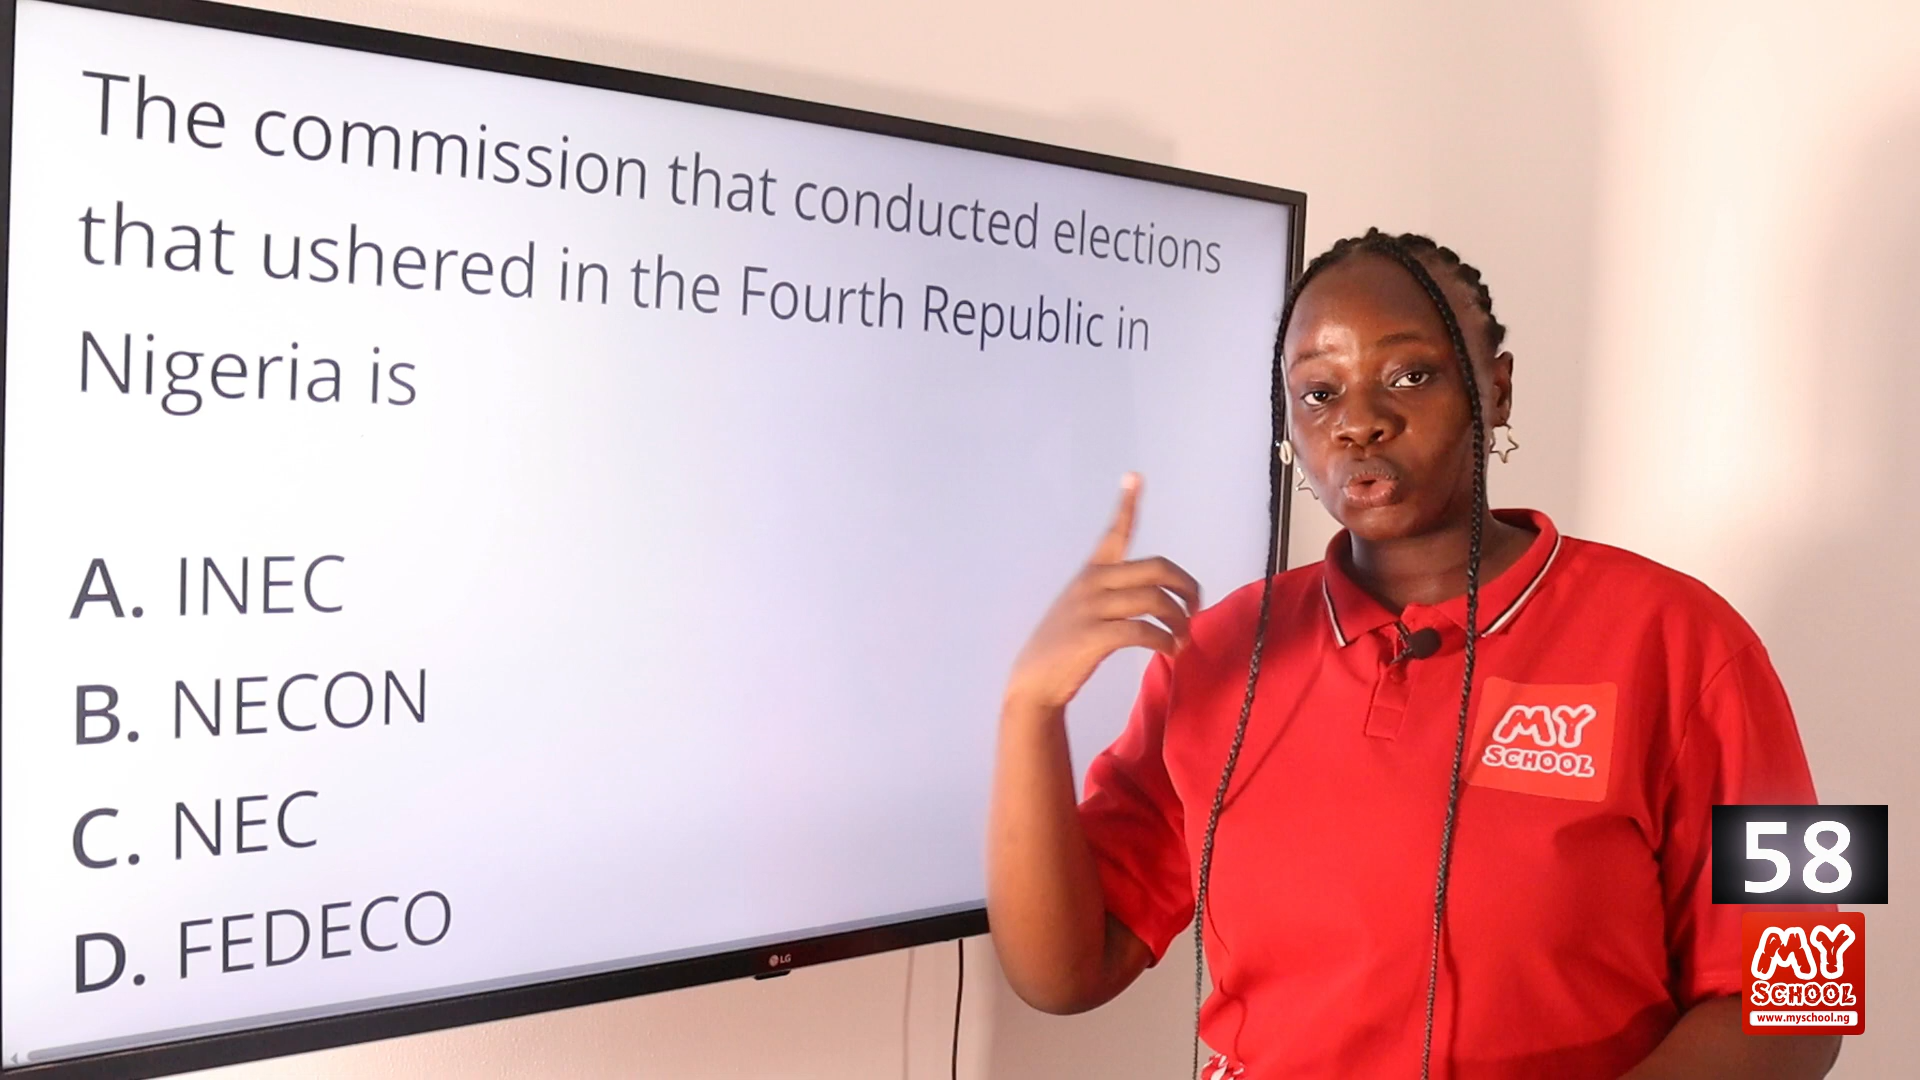 The commission that conducted elections
that ushered in the Fourth Republic in
Nigeria is
A. INEC
B. NECON
C. NEC
D. FEDECO
LG
MY
SCHOOL
58
MY
SCHOOL
www.myschool.ng